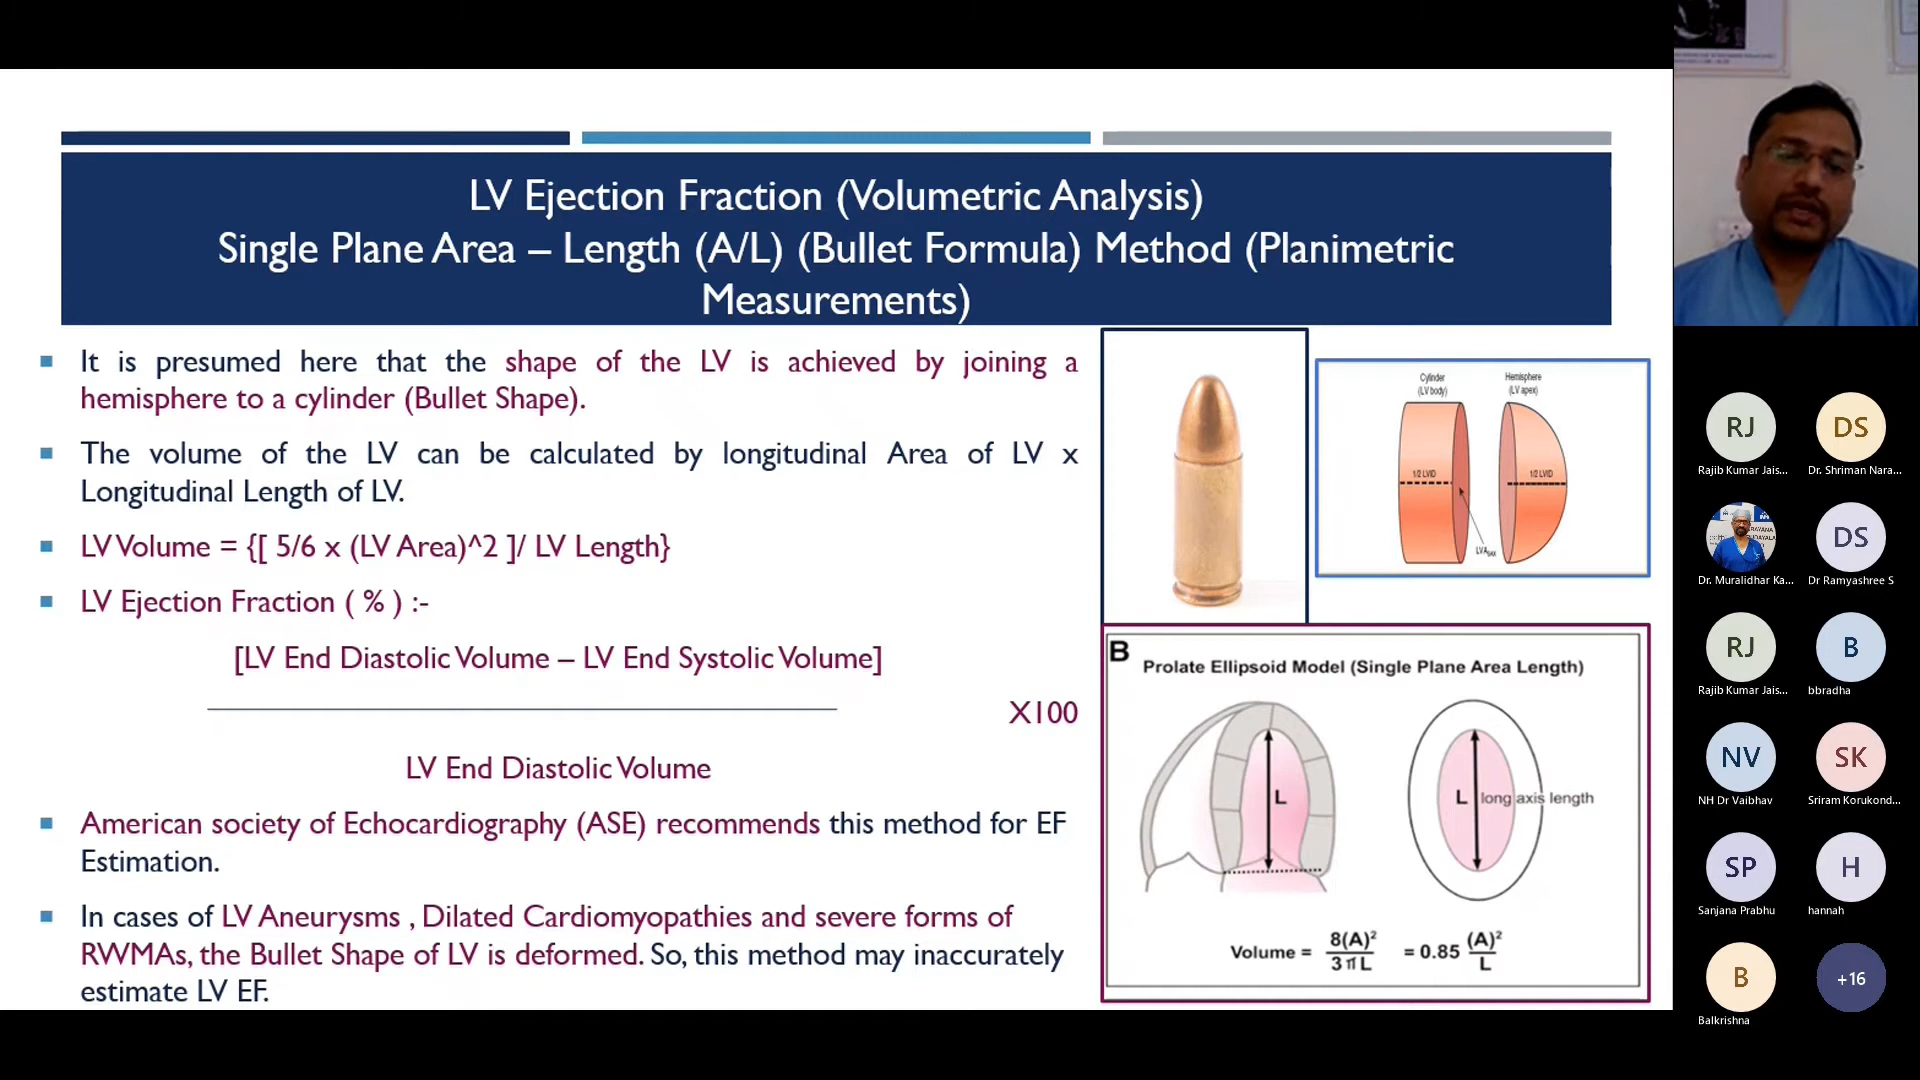 LV Ejection Fraction (Volumetric Analysis)
Single Plane Area – Length (A/L) (Bullet Formula) Method (Planimetric
Measurements)
It is presumed here that the shape of the LV is achieved by joining a
hemisphere to a cylinder (Bullet Shape).
The volume of the LV can be calculated by longitudinal Area of LV x
Longitudinal Length of LV.
LV Volume = {[ 5/6 x (LV Area)^2 ]/ LV Length}
LV Ejection Fraction ( % ) :-
[LV End Diastolic Volume – LV End Systolic Volume]
X100
LV End Diastolic Volume
American society of Echocardiography (ASE) recommends this method for EF
Estimation.
In cases of LV Aneurysms , Dilated Cardiomyopathies and severe forms of
RWMAs, the Bullet Shape of LV is deformed. So, this method may inaccurately
estimate LV EF.
Cylinder
(LV body)
Hemisphere
(LV apex)
1/2 LVID
1/2 LVID
B
Prolate Ellipsoid Model (Single Plane Area Length)
L
L long axis length
Volume = 8(A)² / 3 π L = 0.85 (A)² / L
RJ
DS
Rajib Kumar Jais...
Dr. Shriman Nara...
DS
Dr. Muralidhar Ka...
Dr Ramyashree S
RJ
B
Rajib Kumar Jais...
bbradha
NV
SK
NH Dr Vaibhav
Sriram Korukond...
SP
H
Sanjana Prabhu
hannah
B
+16
Balkrishna